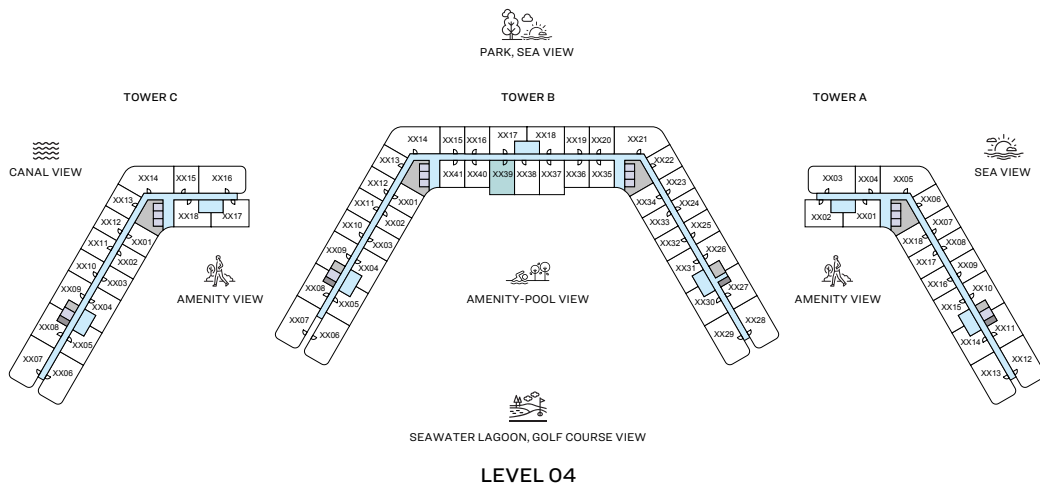 PARK, SEA VIEW
TOWER C
TOWER B
TOWER A
CANAL VIEW
SEA VIEW
XX14 XX15 XX16
XX13
XX12
XX11
XX10
XX09
XX08
XX07
XX06
XX05
XX04
XX03
XX02
XX01
XX18 XX17
XX14 XX15 XX16 XX17 XX18 XX19 XX20 XX21
XX13
XX12
XX11
XX10
XX09
XX08
XX07
XX06
XX05
XX04
XX03
XX02
XX01
XX41 XX40 XX39 XX38 XX37 XX36 XX35
XX22
XX23
XX24
XX25
XX26
XX27
XX28
XX29
XX30
XX31
XX32
XX33
XX34
XX03 XX04 XX05
XX02 XX01
XX06
XX07
XX08
XX09
XX10
XX11
XX12
XX13
XX14
XX15
XX16
XX17
XX18
AMENITY VIEW
AMENITY-POOL VIEW
AMENITY VIEW
SEAWATER LAGOON, GOLF COURSE VIEW
LEVEL 04